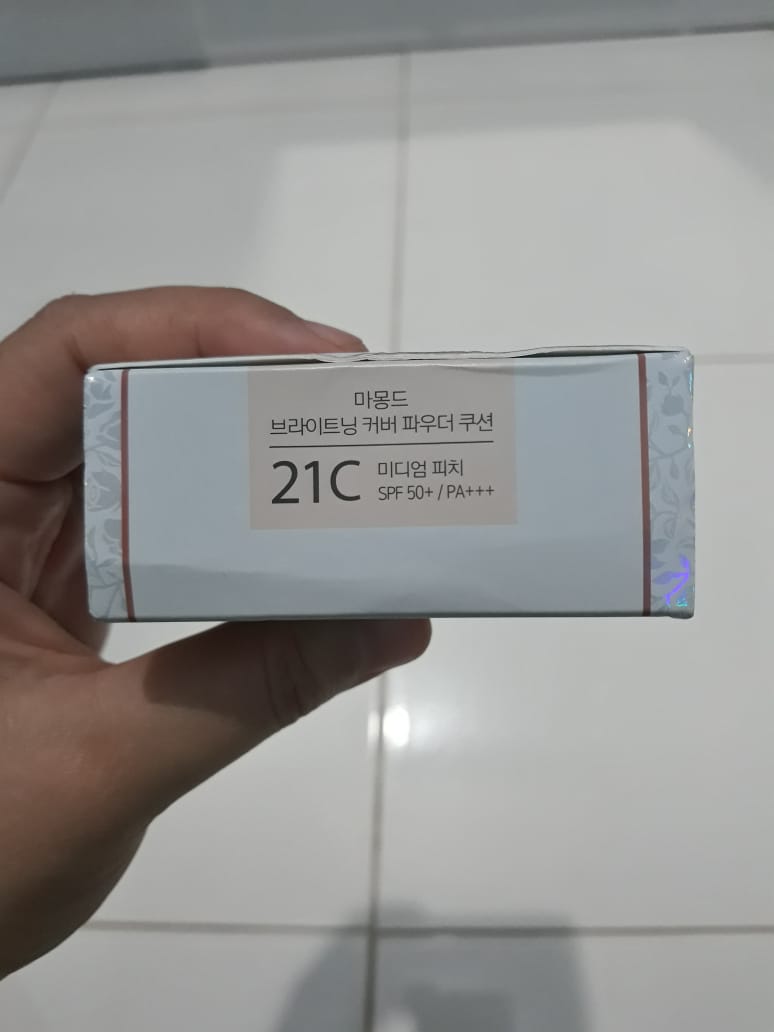 마몽드
브라이트닝 커버 파우더 쿠션
21C
미디엄 피치
SPF 50+ / PA+++